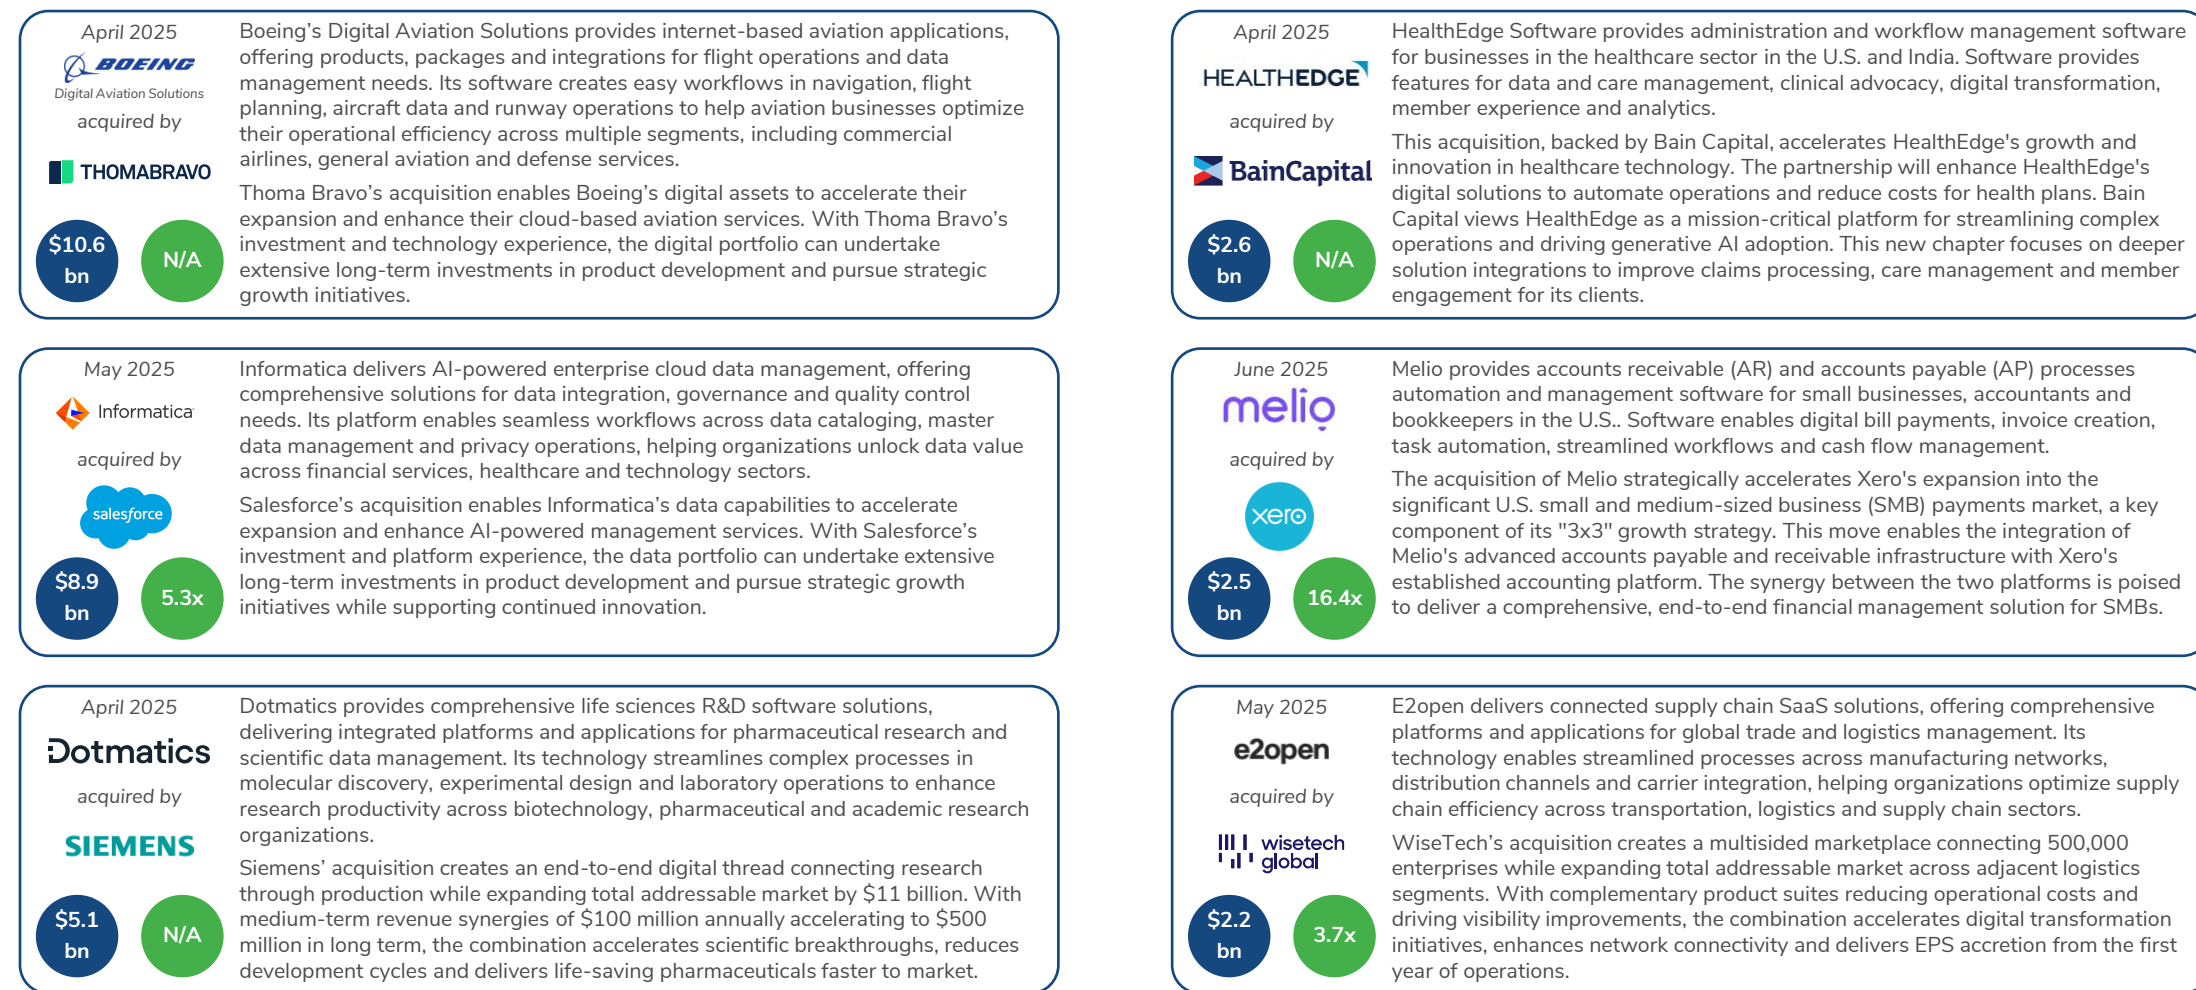 April 2025
BOEING
Digital Aviation Solutions
acquired by
THOMABRAVO
$10.6
bn
N/A
Boeing’s Digital Aviation Solutions provides internet-based aviation applications,
offering products, packages and integrations for flight operations and data
management needs. Its software creates easy workflows in navigation, flight
planning, aircraft data and runway operations to help aviation businesses optimize
their operational efficiency across multiple segments, including commercial
airlines, general aviation and defense services.
Thoma Bravo’s acquisition enables Boeing’s digital assets to accelerate their
expansion and enhance their cloud-based aviation services. With Thoma Bravo’s
investment and technology experience, the digital portfolio can undertake
extensive long-term investments in product development and pursue strategic
growth initiatives.
April 2025
HEALTHEDGE
acquired by
BainCapital
$2.6
bn
N/A
HealthEdge Software provides administration and workflow management software
for businesses in the healthcare sector in the U.S. and India. Software provides
features for data and care management, clinical advocacy, digital transformation,
member experience and analytics.
This acquisition, backed by Bain Capital, accelerates HealthEdge's growth and
innovation in healthcare technology. The partnership will enhance HealthEdge's
digital solutions to automate operations and reduce costs for health plans. Bain
Capital views HealthEdge as a mission-critical platform for streamlining complex
operations and driving generative AI adoption. This new chapter focuses on deeper
solution integrations to improve claims processing, care management and member
engagement for its clients.
May 2025
Informatica
acquired by
salesforce
$8.9
bn
5.3x
Informatica delivers AI-powered enterprise cloud data management, offering
comprehensive solutions for data integration, governance and quality control
needs. Its platform enables seamless workflows across data cataloging, master
data management and privacy operations, helping organizations unlock data value
across financial services, healthcare and technology sectors.
Salesforce’s acquisition enables Informatica’s data capabilities to accelerate
expansion and enhance AI-powered management services. With Salesforce’s
investment and platform experience, the data portfolio can undertake extensive
long-term investments in product development and pursue strategic growth
initiatives while supporting continued innovation.
June 2025
melio
acquired by
xero
$2.5
bn
16.4x
Melio provides accounts receivable (AR) and accounts payable (AP) processes
automation and management software for small businesses, accountants and
bookkeepers in the U.S.. Software enables digital bill payments, invoice creation,
task automation, streamlined workflows and cash flow management.
The acquisition of Melio strategically accelerates Xero's expansion into the
significant U.S. small and medium-sized business (SMB) payments market, a key
component of its "3x3" growth strategy. This move enables the integration of
Melio's advanced accounts payable and receivable infrastructure with Xero's
established accounting platform. The synergy between the two platforms is poised
to deliver a comprehensive, end-to-end financial management solution for SMBs.
April 2025
Dotmatics
acquired by
SIEMENS
$5.1
bn
N/A
Dotmatics provides comprehensive life sciences R&D software solutions,
delivering integrated platforms and applications for pharmaceutical research and
scientific data management. Its technology streamlines complex processes in
molecular discovery, experimental design and laboratory operations to enhance
research productivity across biotechnology, pharmaceutical and academic research
organizations.
Siemens’ acquisition creates an end-to-end digital thread connecting research
through production while expanding total addressable market by $11 billion. With
medium-term revenue synergies of $100 million annually accelerating to $500
million in long term, the combination accelerates scientific breakthroughs, reduces
development cycles and delivers life-saving pharmaceuticals faster to market.
May 2025
e2open
acquired by
wisetech
global
$2.2
bn
3.7x
E2open delivers connected supply chain SaaS solutions, offering comprehensive
platforms and applications for global trade and logistics management. Its
technology enables streamlined processes across manufacturing networks,
distribution channels and carrier integration, helping organizations optimize supply
chain efficiency across transportation, logistics and supply chain sectors.
WiseTech’s acquisition creates a multisided marketplace connecting 500,000
enterprises while expanding total addressable market across adjacent logistics
segments. With complementary product suites reducing operational costs and
driving visibility improvements, the combination accelerates digital transformation
initiatives, enhances network connectivity and delivers EPS accretion from the first
year of operations.